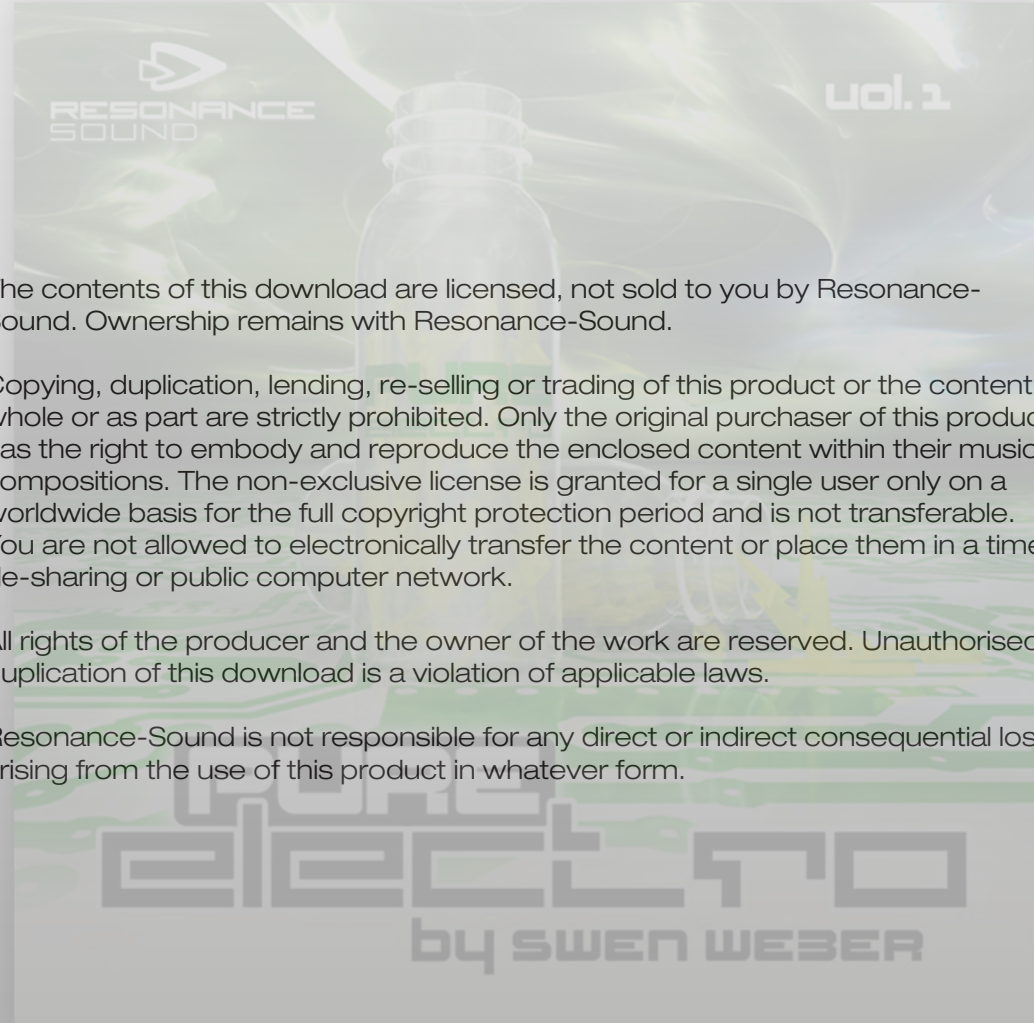 RESONANCE
SOUND
vol. 1
he contents of this download are licensed, not sold to you by Resonance-
ound. Ownership remains with Resonance-Sound.
Copying, duplication, lending, re-selling or trading of this product or the content
whole or as part are strictly prohibited. Only the original purchaser of this produc
as the right to embody and reproduce the enclosed content within their music
ompositions. The non-exclusive license is granted for a single user only on a
worldwide basis for the full copyright protection period and is not transferable.
You are not allowed to electronically transfer the content or place them in a time
le-sharing or public computer network.
All rights of the producer and the owner of the work are reserved. Unauthorised
uplication of this download is a violation of applicable laws.
Resonance-Sound is not responsible for any direct or indirect consequential los
rising from the use of this product in whatever form.
PURE
electro
by SWEN WEBER